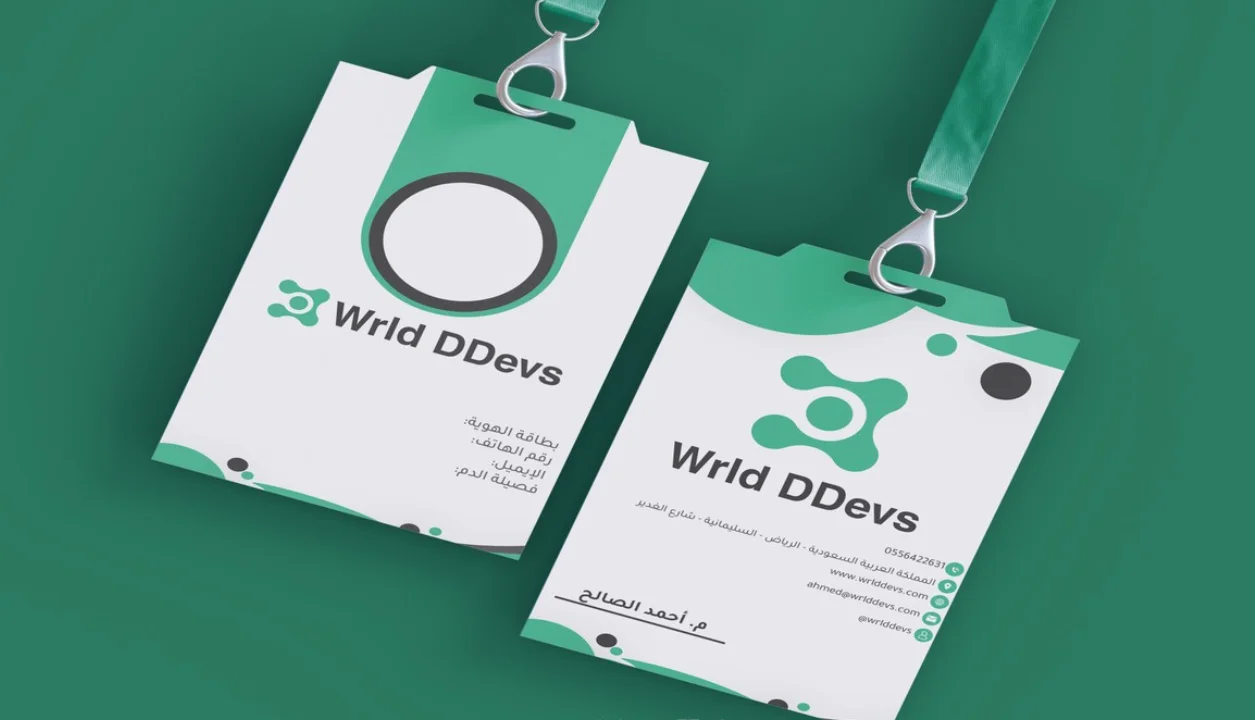 Wrld DDevs
بطاقة الهوية:
رقم الهاتف:
الإيميل:
فصيلة الدم:
Wrld DDevs
0556422631
المملكة العربية السعودية - الرياض - السليمانية - شارع الغدير
www.wrlddevs.com
ahmed@wrlddevs.com
@wrlddevs
م. أحمد الصالح